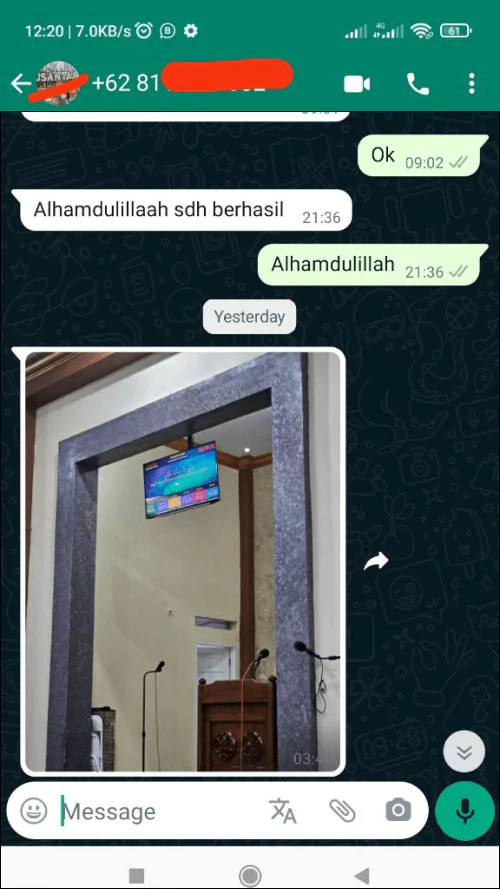 12:20 | 7.0KB/s
4G
61
+62 81
Ok 09:02
Alhamdulillaah sdh berhasil 21:36
Alhamdulillah 21:36
Yesterday
Message